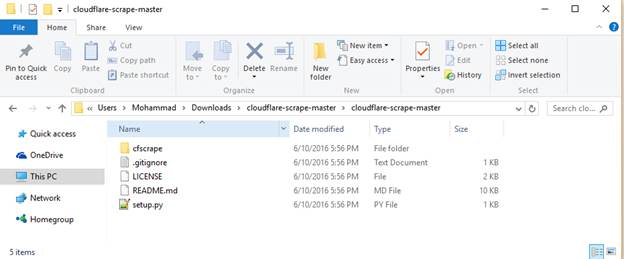 cloudflare-scrape-master
File Home Share View
Pin to Quick access
Copy
Paste
Cut
Copy path
Paste shortcut
Clipboard
Move to
Copy to
Delete
Rename
Organize
New folder
New item
Easy access
New
Properties
Open
Edit
History
Open
Select all
Select none
Invert selection
Select
Users > Mohammad > Downloads > cloudflare-scrape-master > cloudflare-scrape-master
Search clo...
Quick access
OneDrive
This PC
Network
Homegroup
Name Date modified Type Size
cfscrape 6/10/2016 5:56 PM File folder
.gitignore 6/10/2016 5:56 PM Text Document 1 KB
LICENSE 6/10/2016 5:56 PM File 2 KB
README.md 6/10/2016 5:56 PM MD File 10 KB
setup.py 6/10/2016 5:56 PM PY File 1 KB
5 items